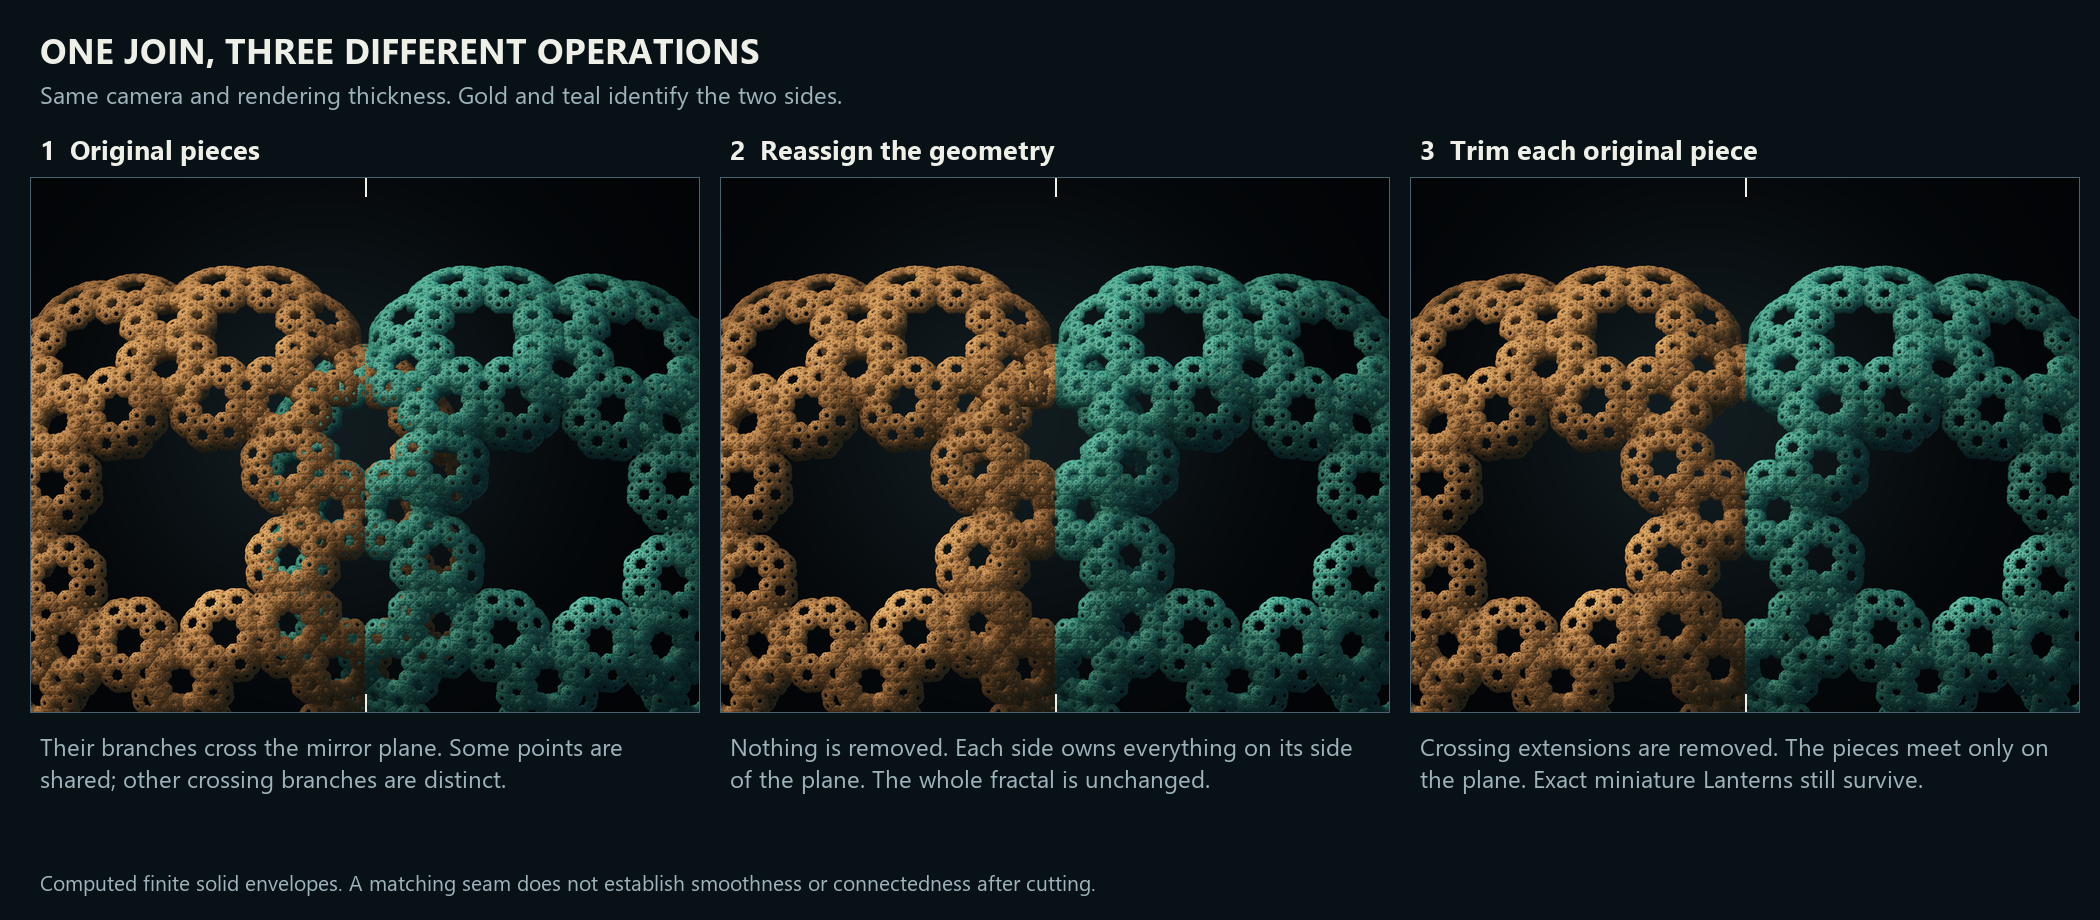 ONE JOIN, THREE DIFFERENT OPERATIONS
Same camera and rendering thickness. Gold and teal identify the two sides.
1 Original pieces
Their branches cross the mirror plane. Some points are
shared; other crossing branches are distinct.
2 Reassign the geometry
Nothing is removed. Each side owns everything on its side
of the plane. The whole fractal is unchanged.
3 Trim each original piece
Crossing extensions are removed. The pieces meet only on
the plane. Exact miniature Lanterns still survive.
Computed finite solid envelopes. A matching seam does not establish smoothness or connectedness after cutting.